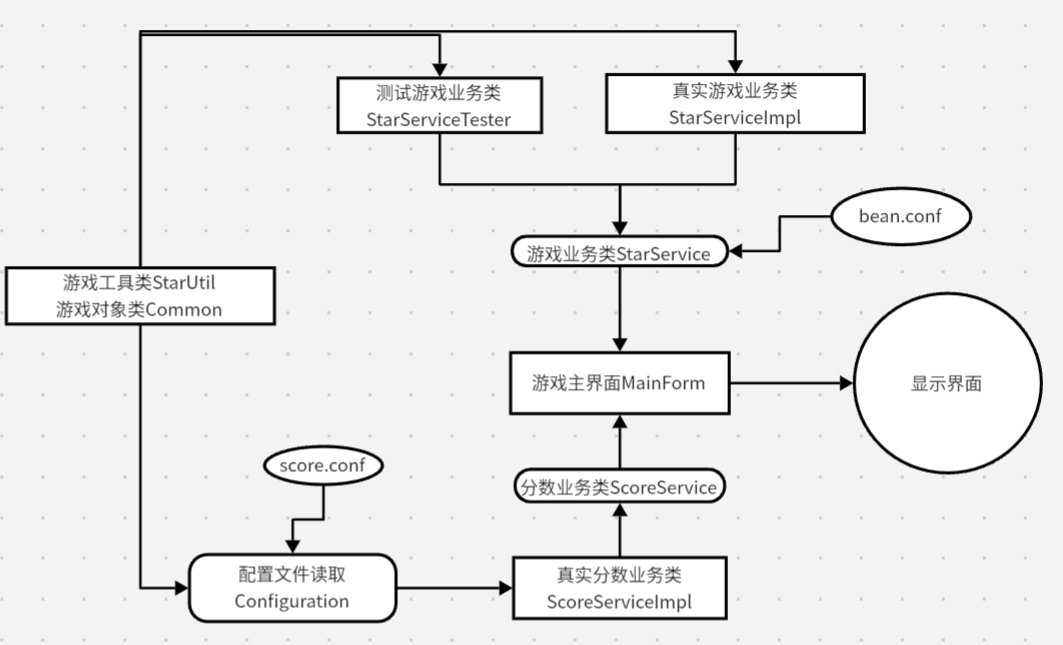 测试游戏业务类
StarServiceTester
真实游戏业务类
StarServiceImpl
bean.conf
游戏业务类StarService
游戏工具类StarUtil
游戏对象类Common
游戏主界面MainForm
显示界面
score.conf
分数业务类ScoreService
配置文件读取
Configuration
真实分数业务类
ScoreServiceImpl